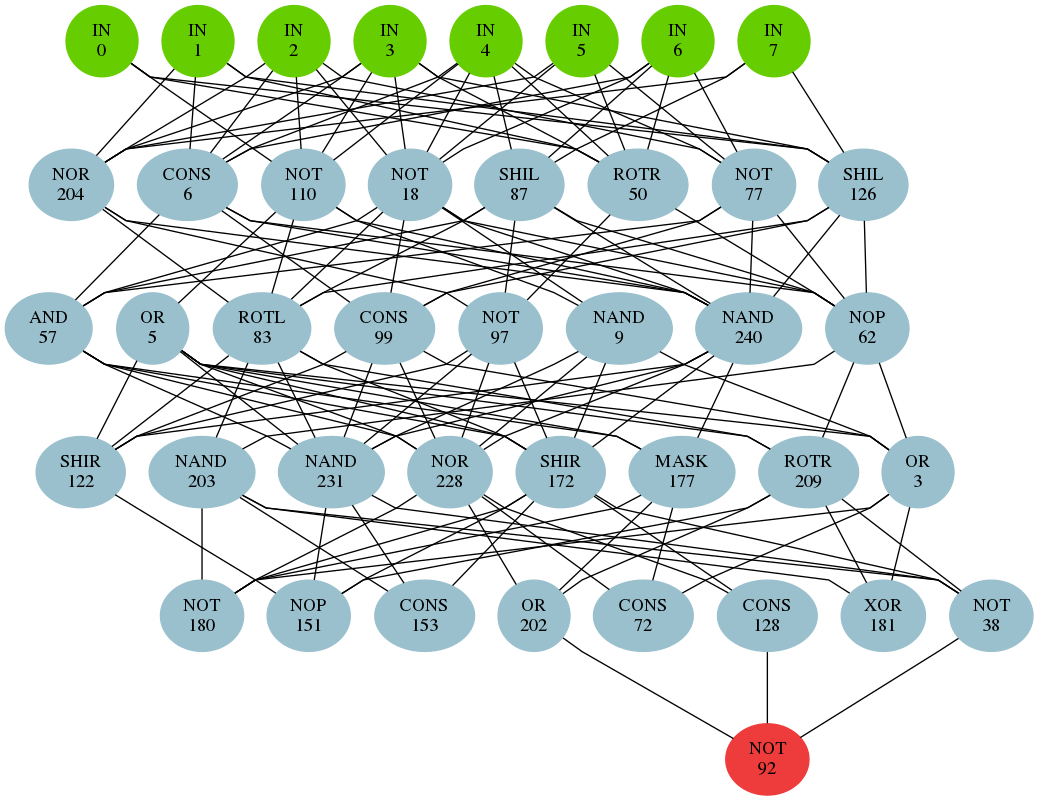 IN
0
IN
1
IN
2
IN
3
IN
4
IN
5
IN
6
IN
7
NOR
204
CONS
6
NOT
110
NOT
18
SHIL
87
ROTR
50
NOT
77
SHIL
126
AND
57
OR
5
ROTL
83
CONS
99
NOT
97
NAND
9
NAND
240
NOP
62
SHIR
122
NAND
203
NAND
231
NOR
228
SHIR
172
MASK
177
ROTR
209
OR
3
NOT
180
NOP
151
CONS
153
OR
202
CONS
72
CONS
128
XOR
181
NOT
38
NOT
92